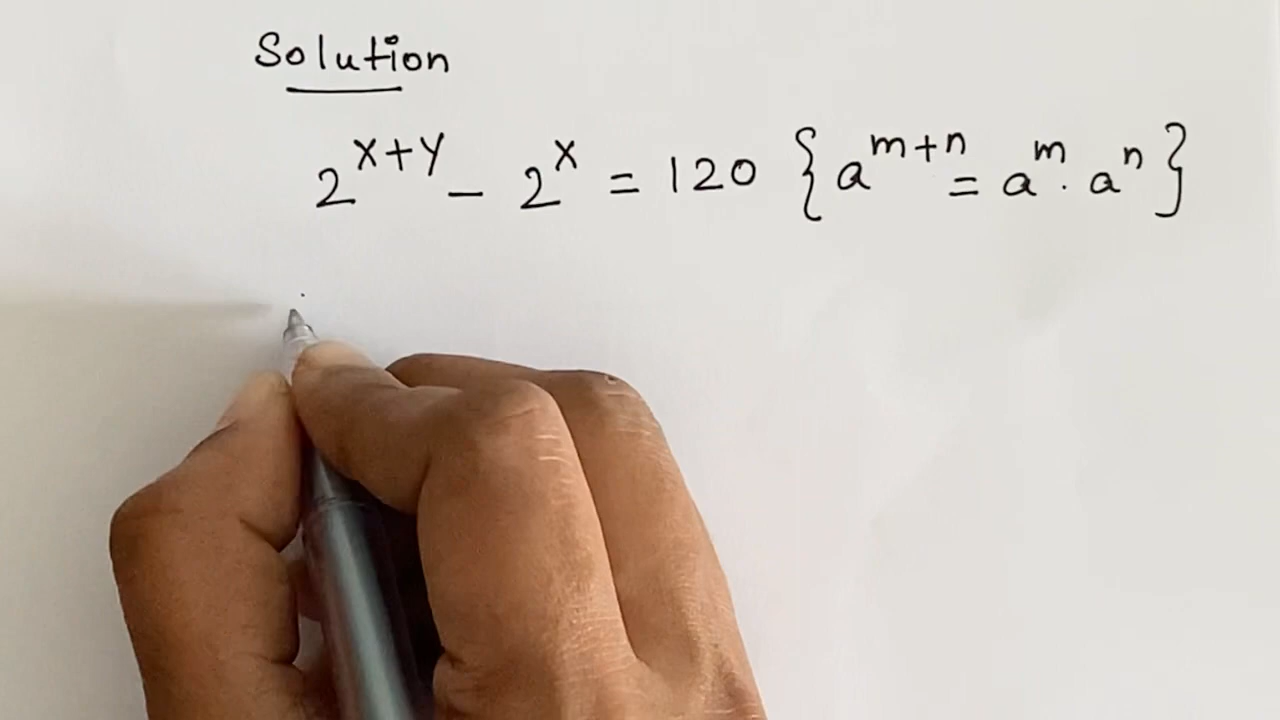 Solution
2^{x+y} - 2^x = 120 {a^{m+n} = a^m . a^n}